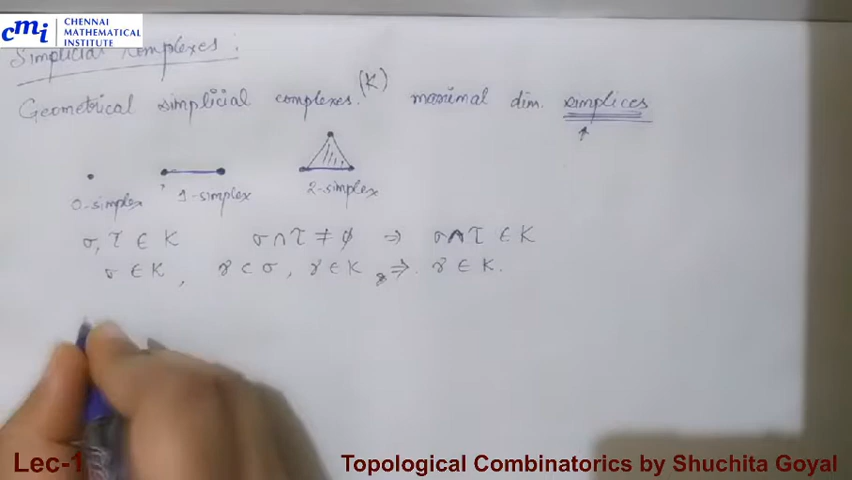 cmi CHENNAI MATHEMATICAL INSTITUTE
Simplicial Complexes :
Geometrical simplicial complexes. (K) maximal dim. simplices
0-simplex 1-simplex 2-simplex
σ, τ ∈ K σ ∩ τ ≠ ϕ ⇒ σ ∩ τ ∈ K
σ ∈ K , γ ⊂ σ , γ ∈ K ⇒ γ ∈ K.
Lec-1 Topological Combinatorics by Shuchita Goyal